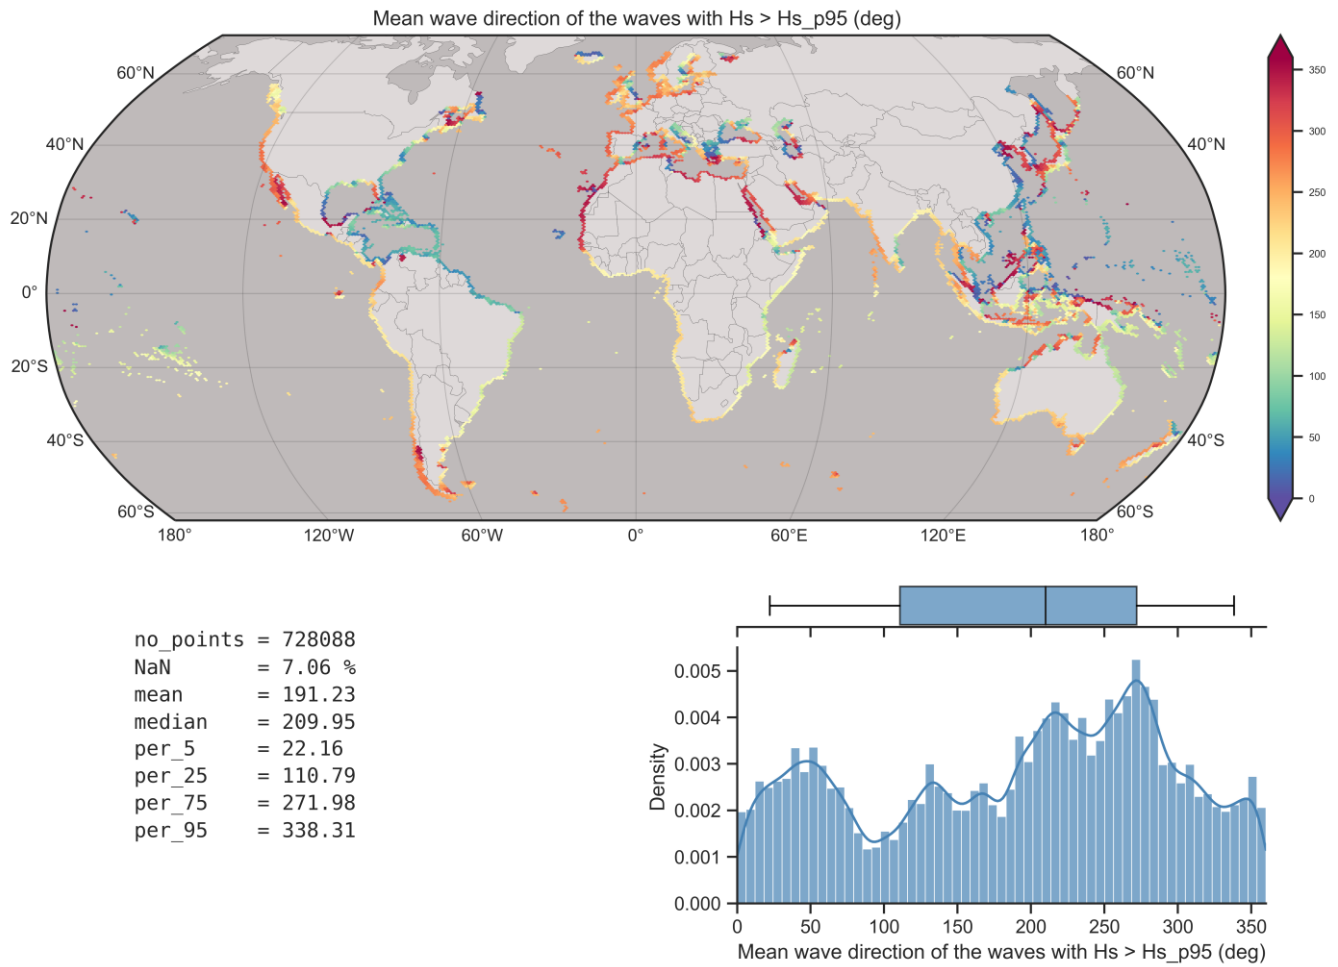 Mean wave direction of the waves with Hs > Hs_p95 (deg)
60°N
60°N
350
40°N
40°N
300
250
20°N
200
0°
150
20°S
100
40°S
40°S
50
60°S
60°S
0
180°
120°W
60°W
0°
60°E
120°E
180°
no_points = 728088
NaN = 7.06 %
mean = 191.23
median = 209.95
per_5 = 22.16
per_25 = 110.79
per_75 = 271.98
per_95 = 338.31
0.005
0.004
0.003
0.002
0.001
0.000
Density
0 50 100 150 200 250 300 350
Mean wave direction of the waves with Hs > Hs_p95 (deg)